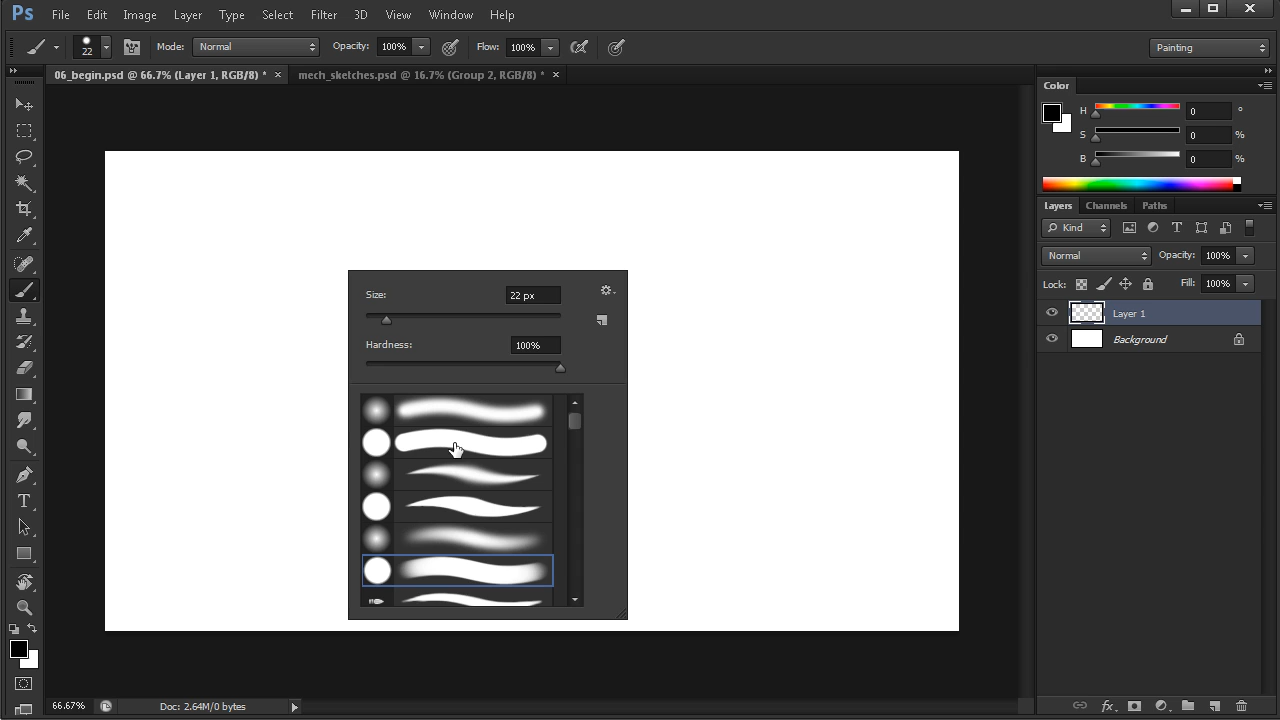 Ps File Edit Image Layer Type Select Filter 3D View Window Help
22 Mode: Normal Opacity: 100% Flow: 100% Painting
06_begin.psd @ 66.7% (Layer 1, RGB/8) * mech_sketches.psd @ 16.7% (Group 2, RGB/8) *
Color
H 0 °
S 0 %
B 0 %
Layers Channels Paths
Kind
Normal Opacity: 100%
Lock: Fill: 100%
Layer 1
Background
Size: 22 px
Hardness: 100%
66.67% Doc: 2.64M/0 bytes